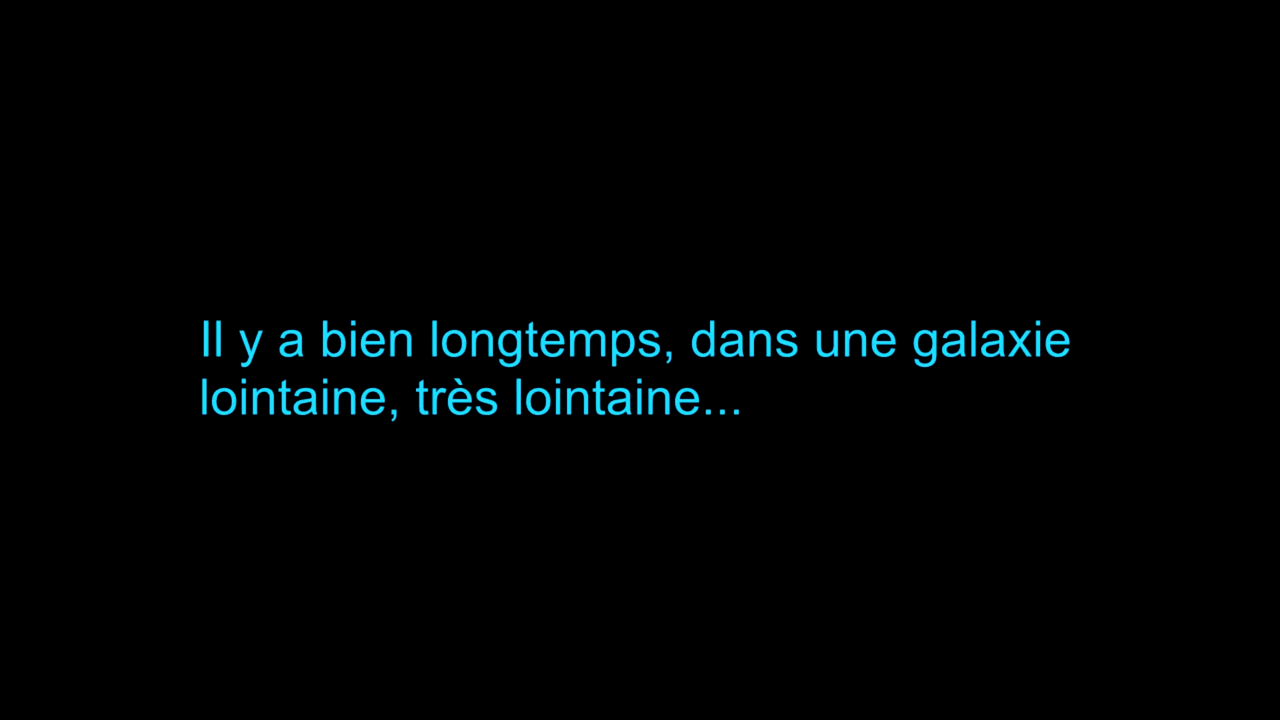 Il y a bien longtemps, dans une galaxie
lointaine, très lointaine...